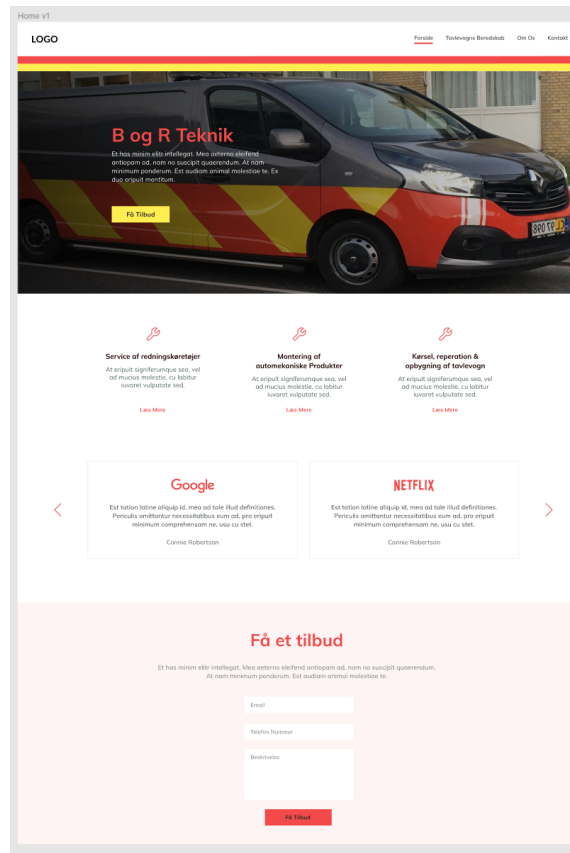 Home v1
LOGO
Forside Tavlevogns Beredskab Om Os Kontakt
B og R Teknik
Et has minim elitr intellegat. Mea aeterno eleifend
antiopam ad, nam no suscipit quaerendum. At nam
minimum ponderum. Est audiam animal molestiae te. Ex
duo eripuit mentitum.
Få Tilbud
Service af redningskøretøjer
At eripuit signiferumque sea, vel
ad mucius molestie, cu labitur
iuvaret vulputate sed.
Læs Mere
Montering af
automekaniske Produkter
At eripuit signiferumque sea, vel
ad mucius molestie, cu labitur
iuvaret vulputate sed.
Læs Mere
Kørsel, reperation &
opbygning af tavlevogn
At eripuit signiferumque sea, vel
ad mucius molestie, cu labitur
iuvaret vulputate sed.
Læs Mere
Google
Est tation latine aliquip id, mea ad tale illud definitiones.
Periculis omittantur necessitatibus eum ad, pro eripuit
minimum comprehensam ne, usu cu stet.
Connie Robertson
NETFLIX
Est tation latine aliquip id, mea ad tale illud definitiones.
Periculis omittantur necessitatibus eum ad, pro eripuit
minimum comprehensam ne, usu cu stet.
Connie Robertson
Få et tilbud
Et has minim elitr intellegat. Mea aeterno eleifend antiopam ad, nam no suscipit quaerendum.
At nam minimum ponderum. Est audiam animal molestiae te.
Email
Telefon Nummer
Beskrivelse
Få Tilbud